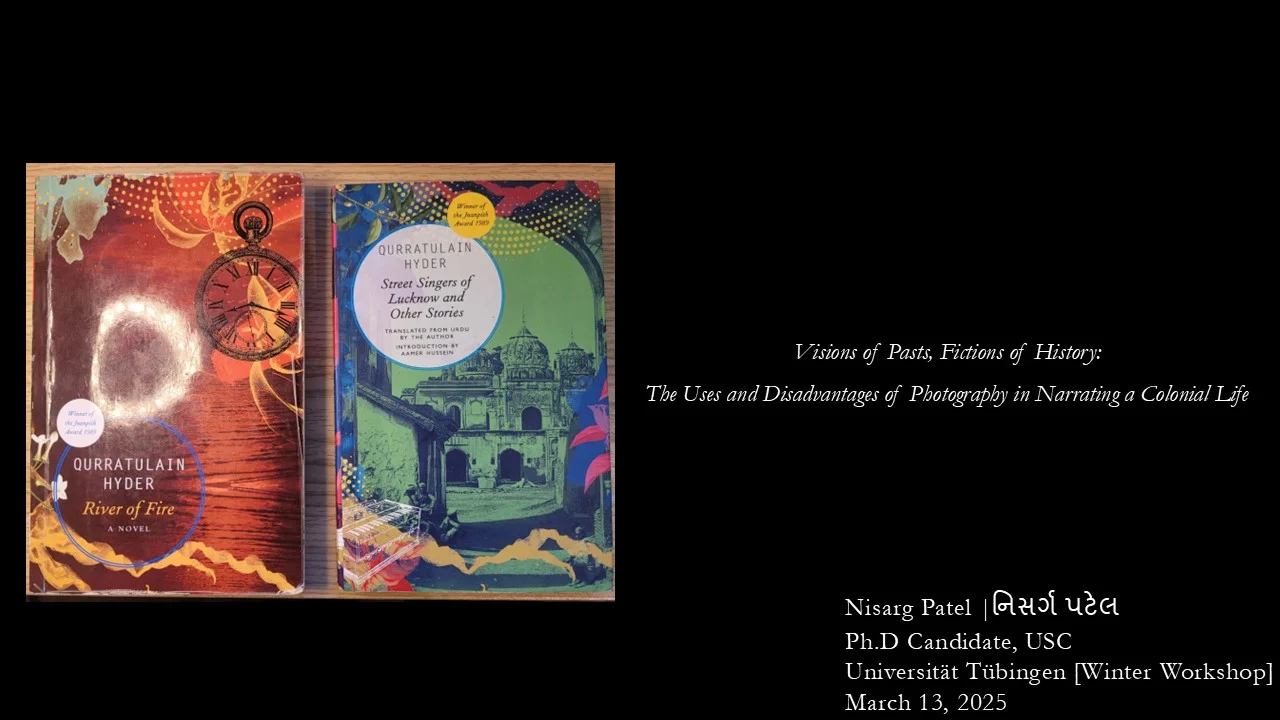 Winner of
the Jnanpith
Award 1989
QURRATULAIN
HYDER
River of Fire
A NOVEL
Winner of
the Jnanpith
Award 1989
QURRATULAIN
HYDER
Street Singers of
Lucknow and
Other Stories
TRANSLATED FROM URDU
BY THE AUTHOR
INTRODUCTION BY
AAMER HUSSEIN
Visions of Pasts, Fictions of History:
The Uses and Disadvantages of Photography in Narrating a Colonial Life
Nisarg Patel |નિસર્ગ પટેલ
Ph.D Candidate, USC
Universität Tübingen [Winter Workshop]
March 13, 2025